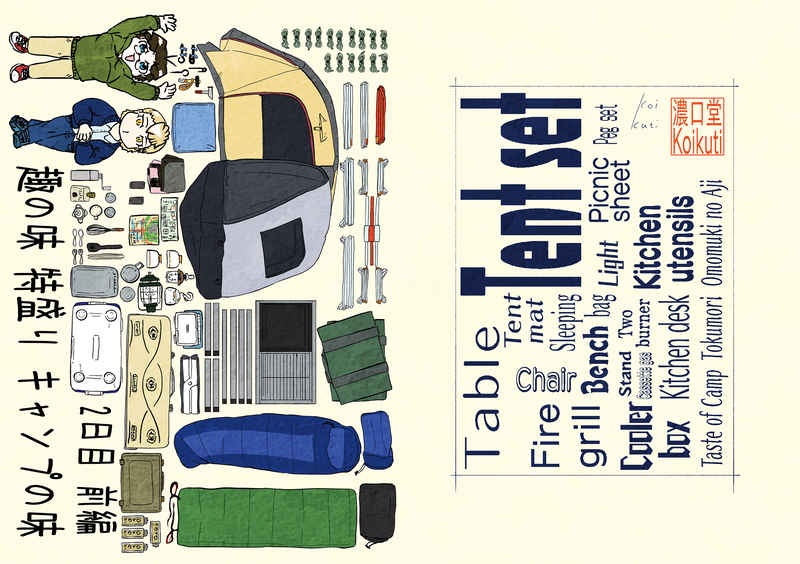 趣の味 特盛り キャンプの味
2日目 前編
Table
Tent set
Tent
mat
Picnic
sheet
Peg set
Chair
Sleeping
bag
Light
Fire
grill
Bench
Stand
Cassette gas
Two
burner
Kitchen
utensils
Cooler
box
Kitchen desk
Taste of Camp Tokumori Omomuki no Aji
koi
kuti
濃口堂
Koikuti